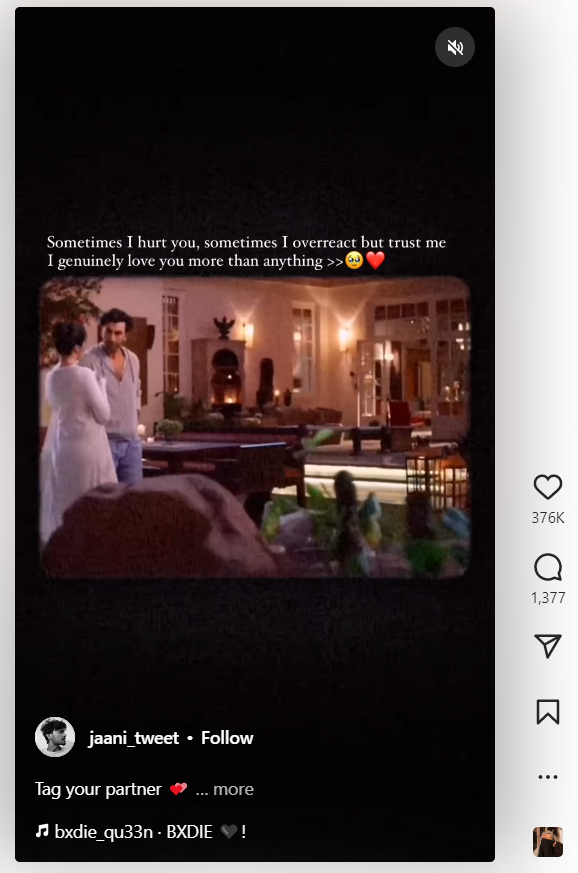 Sometimes I hurt you, sometimes I overreact but trust me
I genuinely love you more than anything >>🥹❤️
376K
1,377
jaani_tweet • Follow
Tag your partner 💕 ... more
bxdie_qu33n · BXDIE 🖤 !